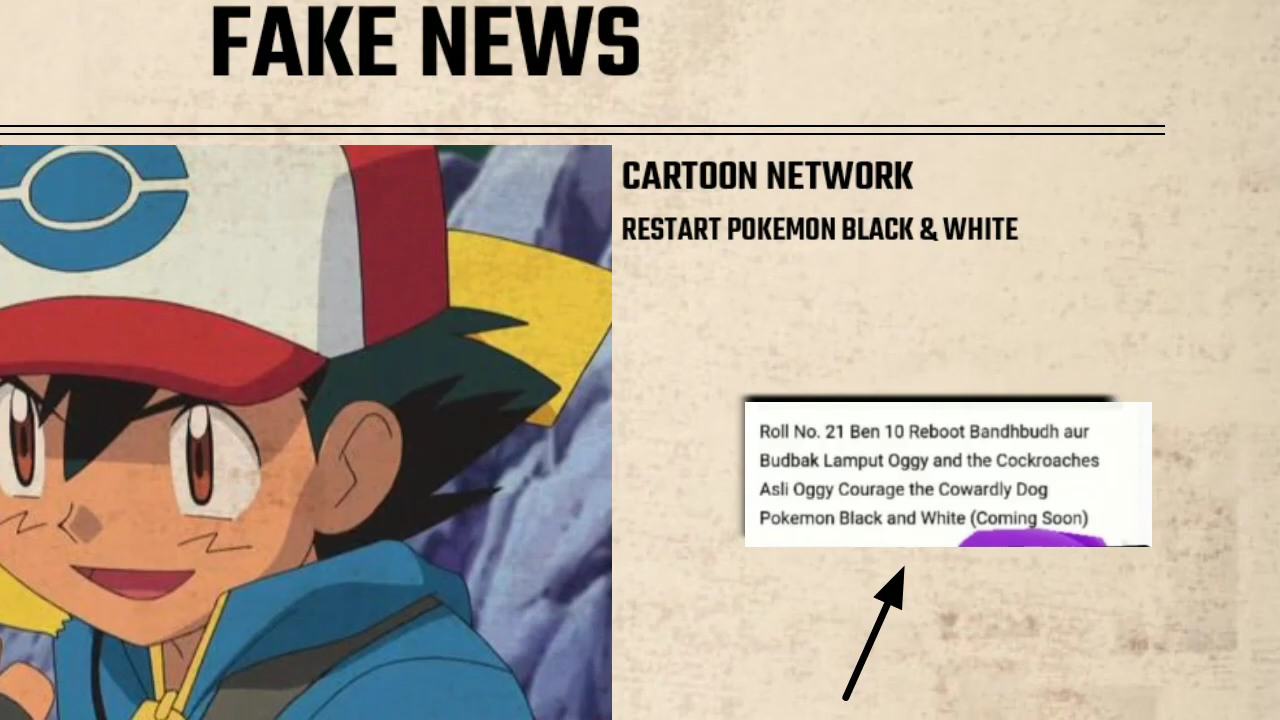 FAKE NEWS
CARTOON NETWORK
RESTART POKEMON BLACK & WHITE
Roll No. 21 Ben 10 Reboot Bandhbudh aur
Budbak Lamput Oggy and the Cockroaches
Asli Oggy Courage the Cowardly Dog
Pokemon Black and White (Coming Soon)